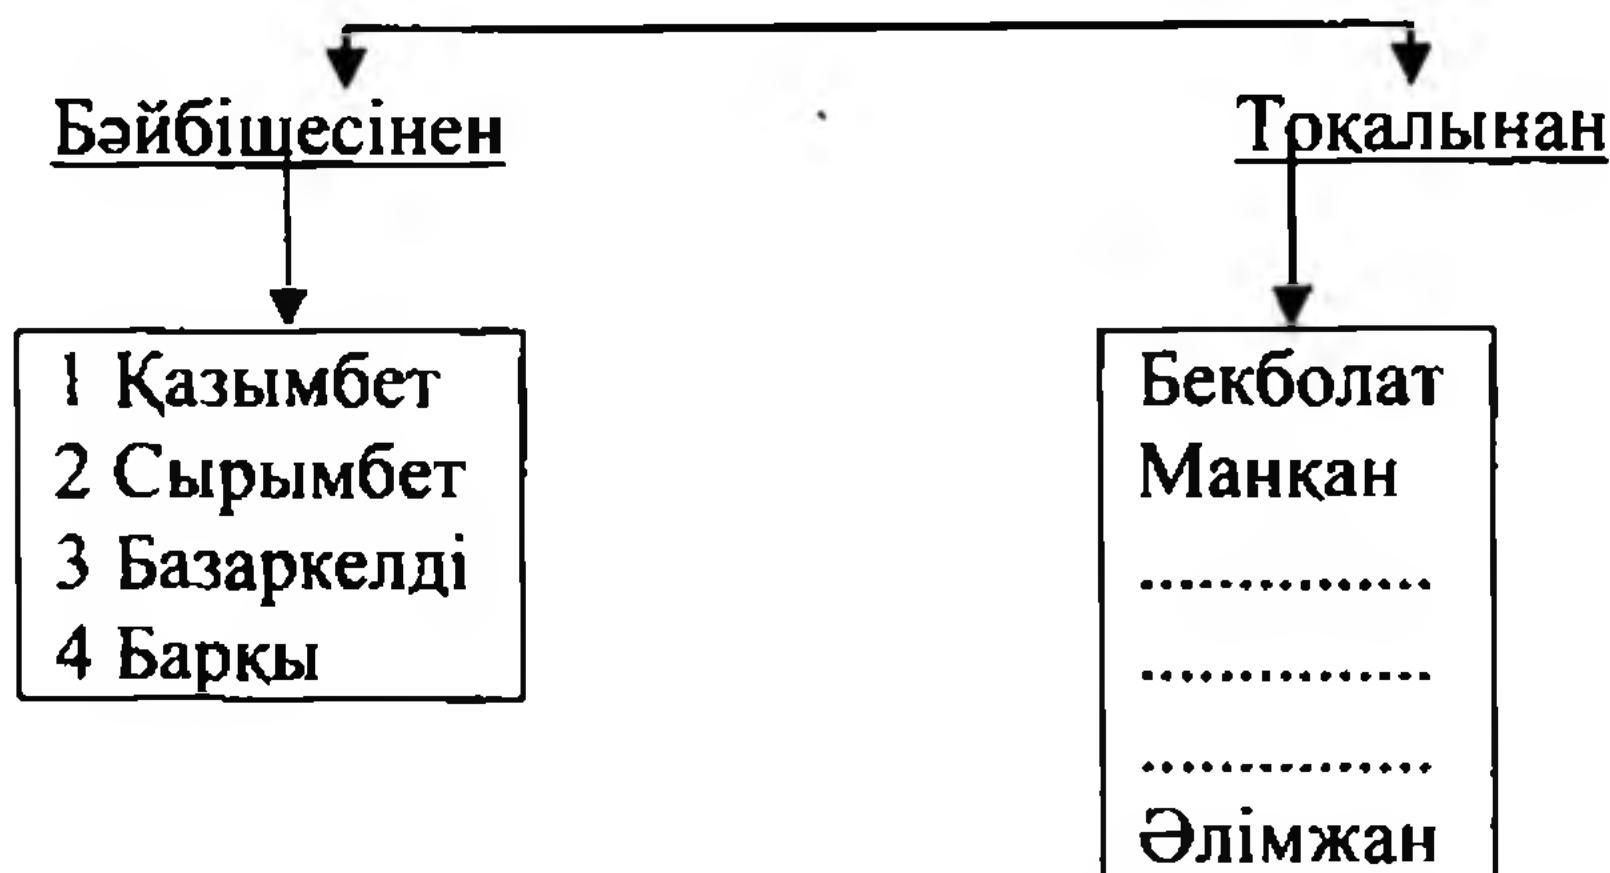 Бәйбішесінен
Тоқалынан
1 Қазымбет
2 Сырымбет
3 Базаркелді
4 Барқы
Бекболат
Манқан
...............
...............
...............
Әлімжан